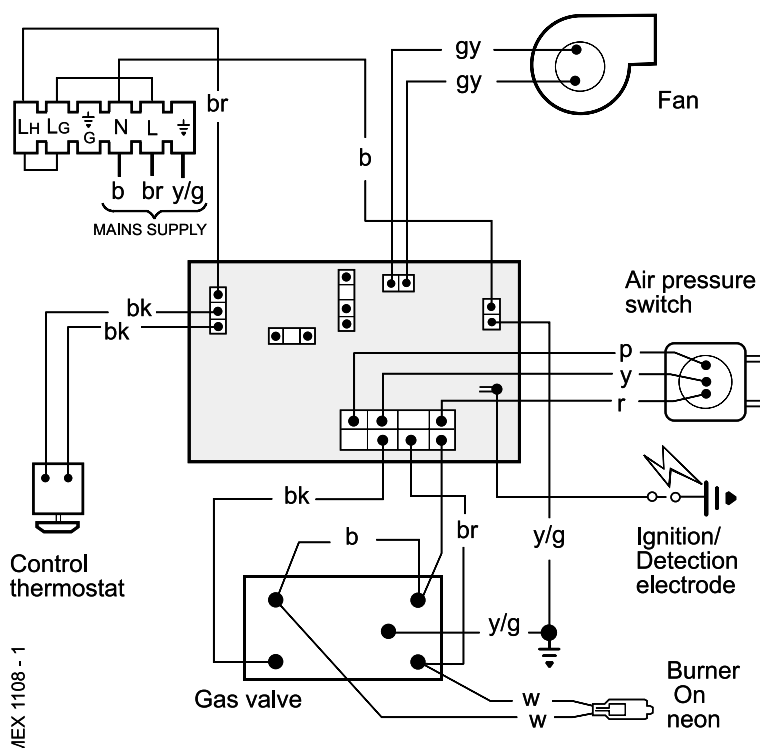 gy
gy
Fan
br
LH LG G N L
b
b br y/g
MAINS SUPPLY
Air pressure
switch
bk
bk
p
y
r
bk
br
y/g
Ignition/
Detection
electrode
Control
thermostat
b
y/g
Gas valve
Burner
On
neon
w
w
MEX 1108 - 1